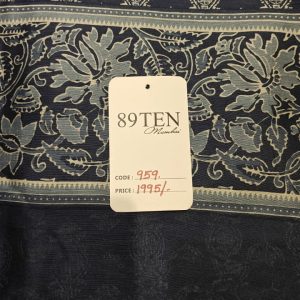 89TEN
Mumbai
CODE : 959.
PRICE : 1995/-